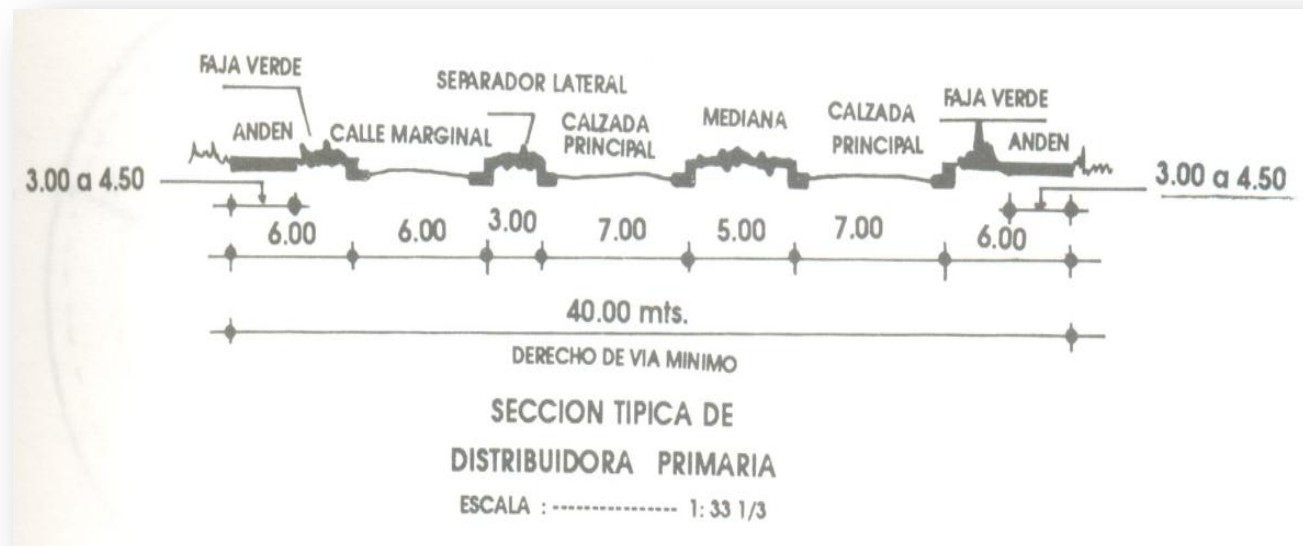 FAJA VERDE
SEPARADOR LATERAL
FAJA VERDE
ANDEN
CALLE MARGINAL
CALZADA
PRINCIPAL
MEDIANA
CALZADA
PRINCIPAL
ANDEN
3.00 a 4.50
3.00 a 4.50
6.00 6.00 3.00 7.00 5.00 7.00 6.00
40.00 mts.
DERECHO DE VIA MINIMO
SECCION TIPICA DE
DISTRIBUIDORA PRIMARIA
ESCALA : ---------------- 1: 33 1/3